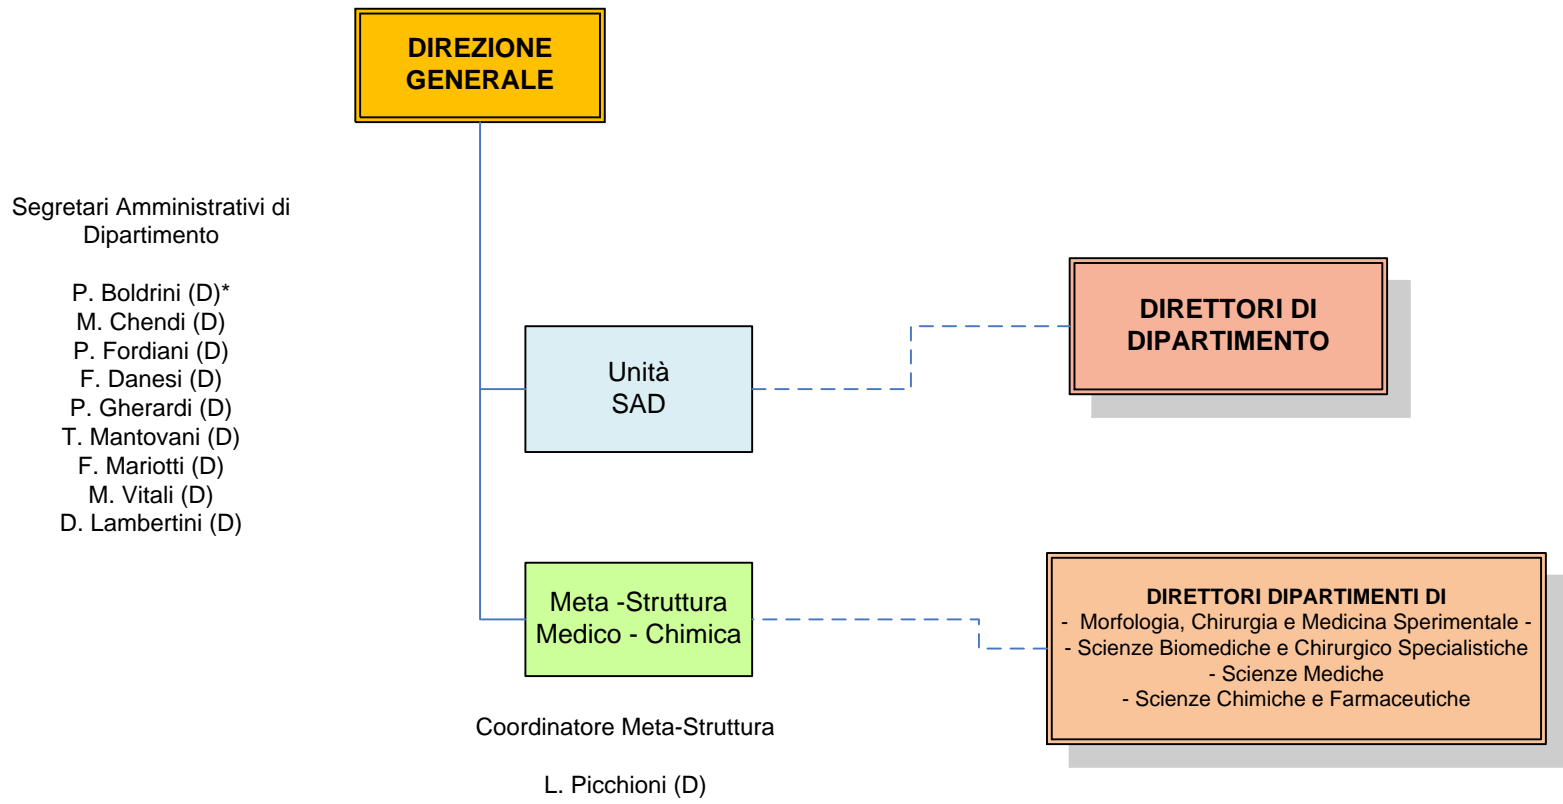 DIREZIONE
GENERALE
Segretari Amministrativi di
Dipartimento
P. Boldrini (D)*
M. Chendi (D)
P. Fordiani (D)
F. Danesi (D)
P. Gherardi (D)
T. Mantovani (D)
F. Mariotti (D)
M. Vitali (D)
D. Lambertini (D)
Unità
SAD
DIRETTORI DI
DIPARTIMENTO
Meta -Struttura
Medico - Chimica
DIRETTORI DIPARTIMENTI DI
- Morfologia, Chirurgia e Medicina Sperimentale -
- Scienze Biomediche e Chirurgico Specialistiche
- Scienze Mediche
- Scienze Chimiche e Farmaceutiche
Coordinatore Meta-Struttura
L. Picchioni (D)